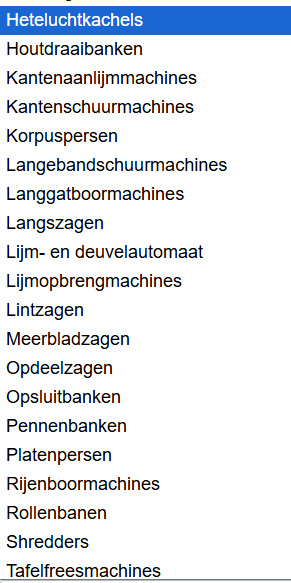 Heteluchtkachels
Houtdraaibanken
Kantenaanlijmmachines
Kantenschuurmachines
Korpuspersen
Langebandschuurmachines
Langgatboormachines
Langszagen
Lijm- en deuvelautomaat
Lijmopbrengmachines
Lintzagen
Meerbladzagen
Opdeelzagen
Opsluitbanken
Pennenbanken
Platenpersen
Rijenboormachines
Rollenbanen
Shredders
Tafelfreesmachines